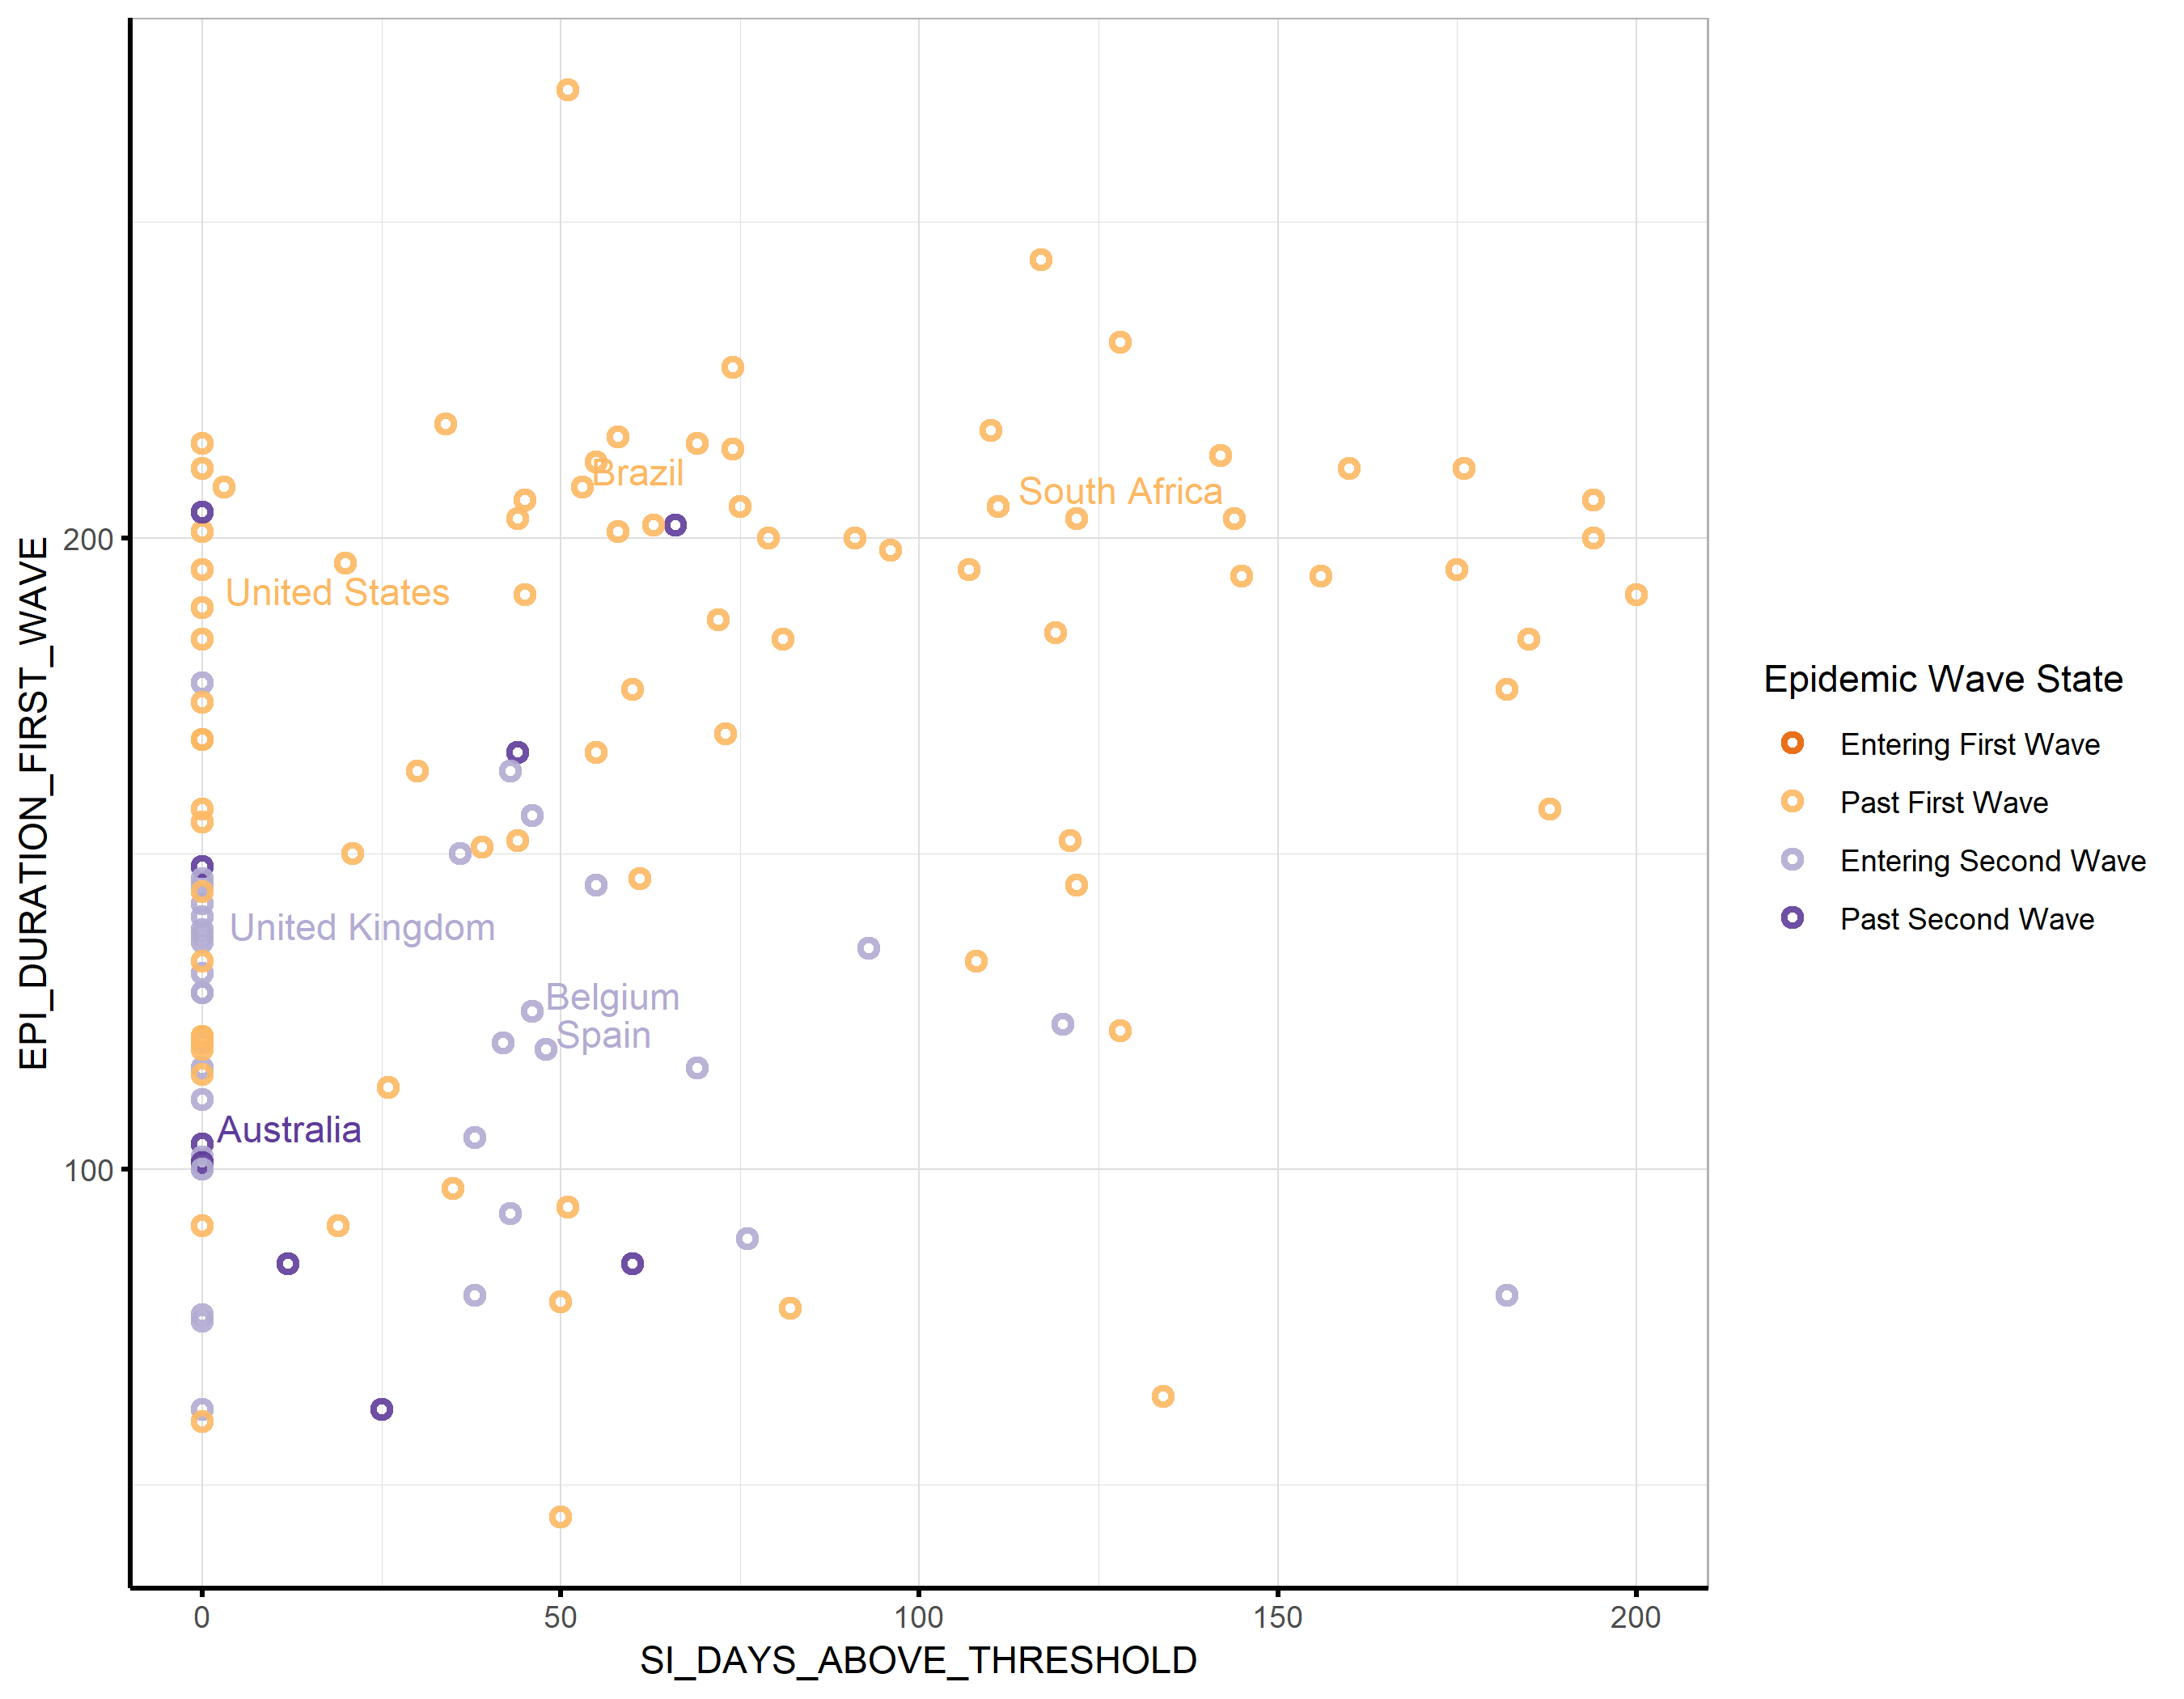 EPI_DURATION_FIRST_WAVE
200
100
Brazil
South Africa
United States
United Kingdom
Belgium
Spain
Australia
0
50
100
150
200
SI_DAYS_ABOVE_THRESHOLD
Epidemic Wave State
Entering First Wave
Past First Wave
Entering Second Wave
Past Second Wave